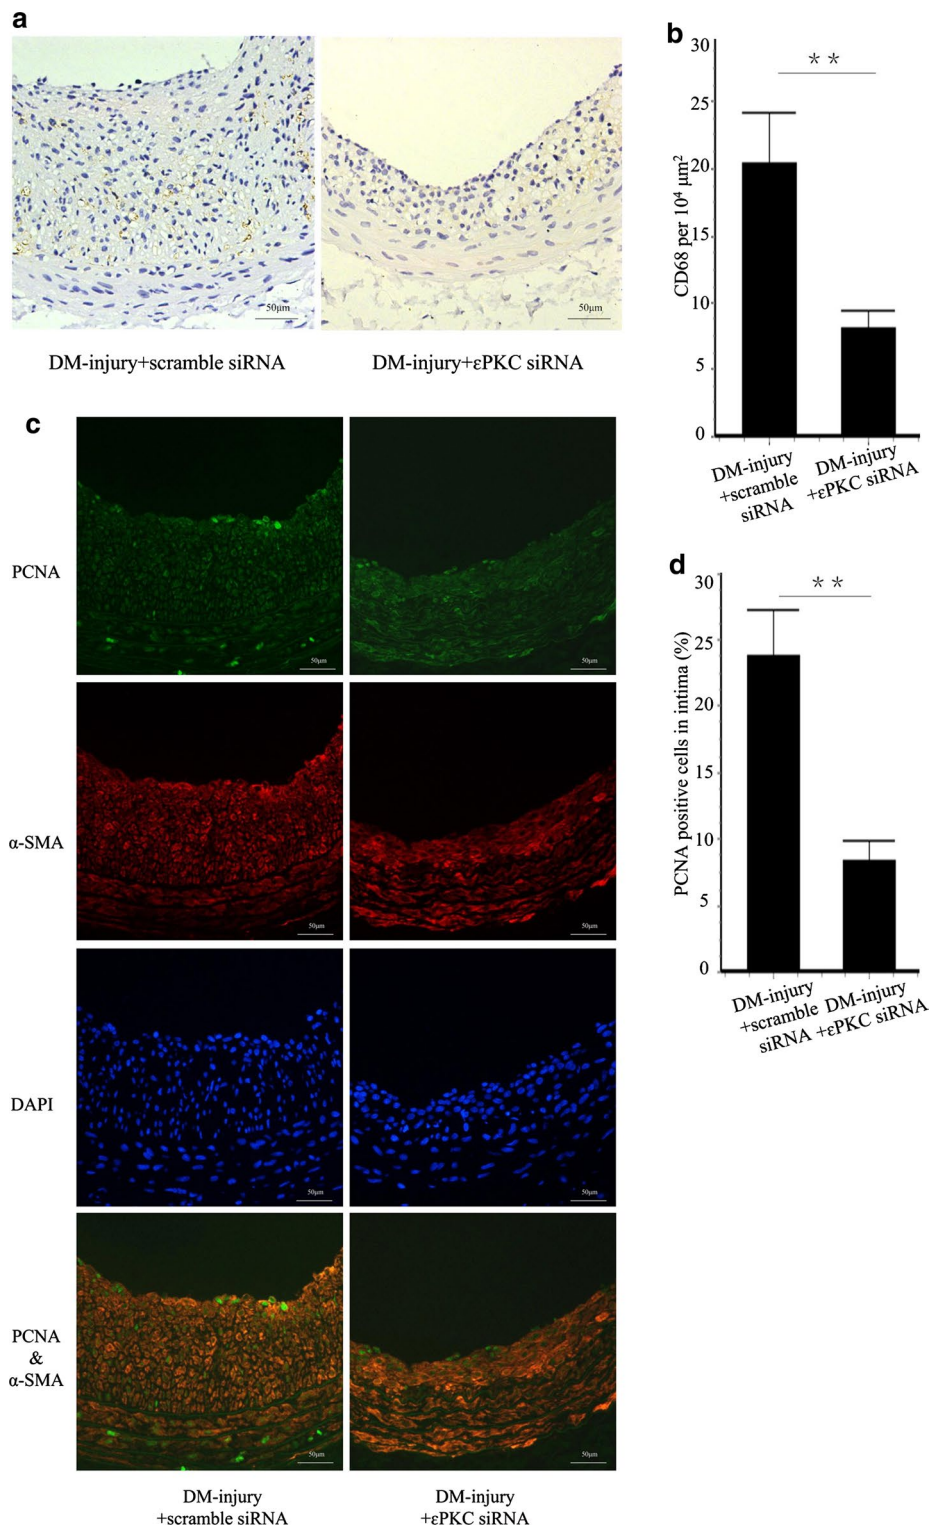 a
50μm
50μm
DM-injury+scramble siRNA
DM-injury+εPKC siRNA
b
30
25
20
15
10
5
0
CD68 per 10⁴ μm²
* *
DM-injury
+scramble
siRNA
DM-injury
+εPKC siRNA
c
PCNA
50μm
50μm
α-SMA
50μm
50μm
DAPI
50μm
50μm
PCNA
&
α-SMA
50μm
50μm
DM-injury
+scramble siRNA
DM-injury
+εPKC siRNA
d
30
25
20
15
10
5
0
PCNA positive cells in intima (%)
* *
DM-injury
+scramble
siRNA
DM-injury
+εPKC siRNA